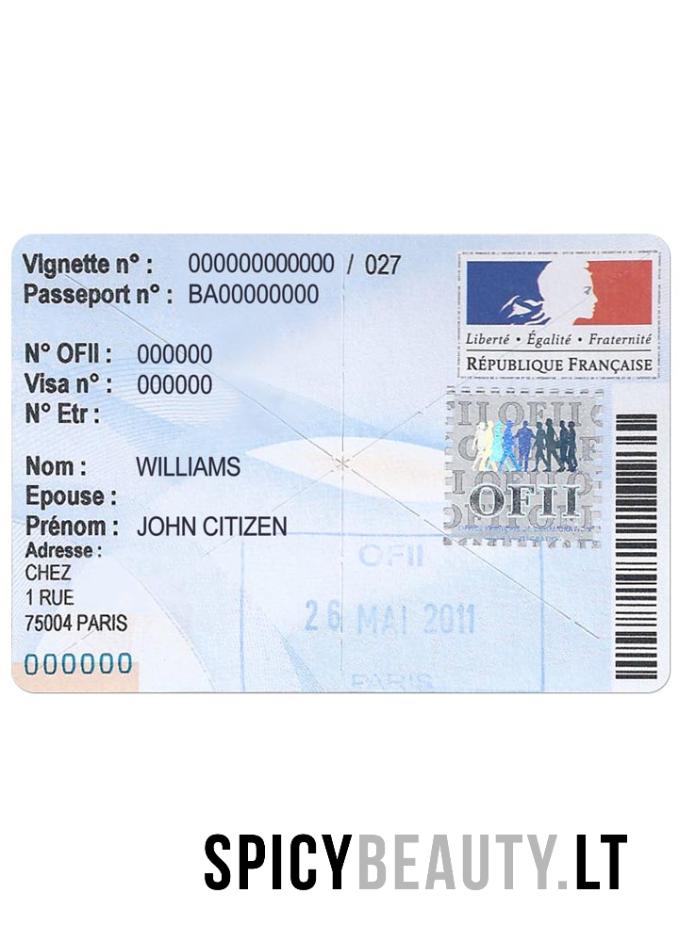 Vignette n° : 000000000000 / 027
Passeport n° : BA00000000
N° OFII : 000000
Visa n° : 000000
N° Etr :
Nom : WILLIAMS
Epouse :
Prénom : JOHN CITIZEN
Adresse :
CHEZ
1 RUE
75004 PARIS
000000
Liberté • Égalité • Fraternité
RÉPUBLIQUE FRANÇAISE
OFII
OFII
26 MAI 2011
PARIS
SPICYBEAUTY.LT